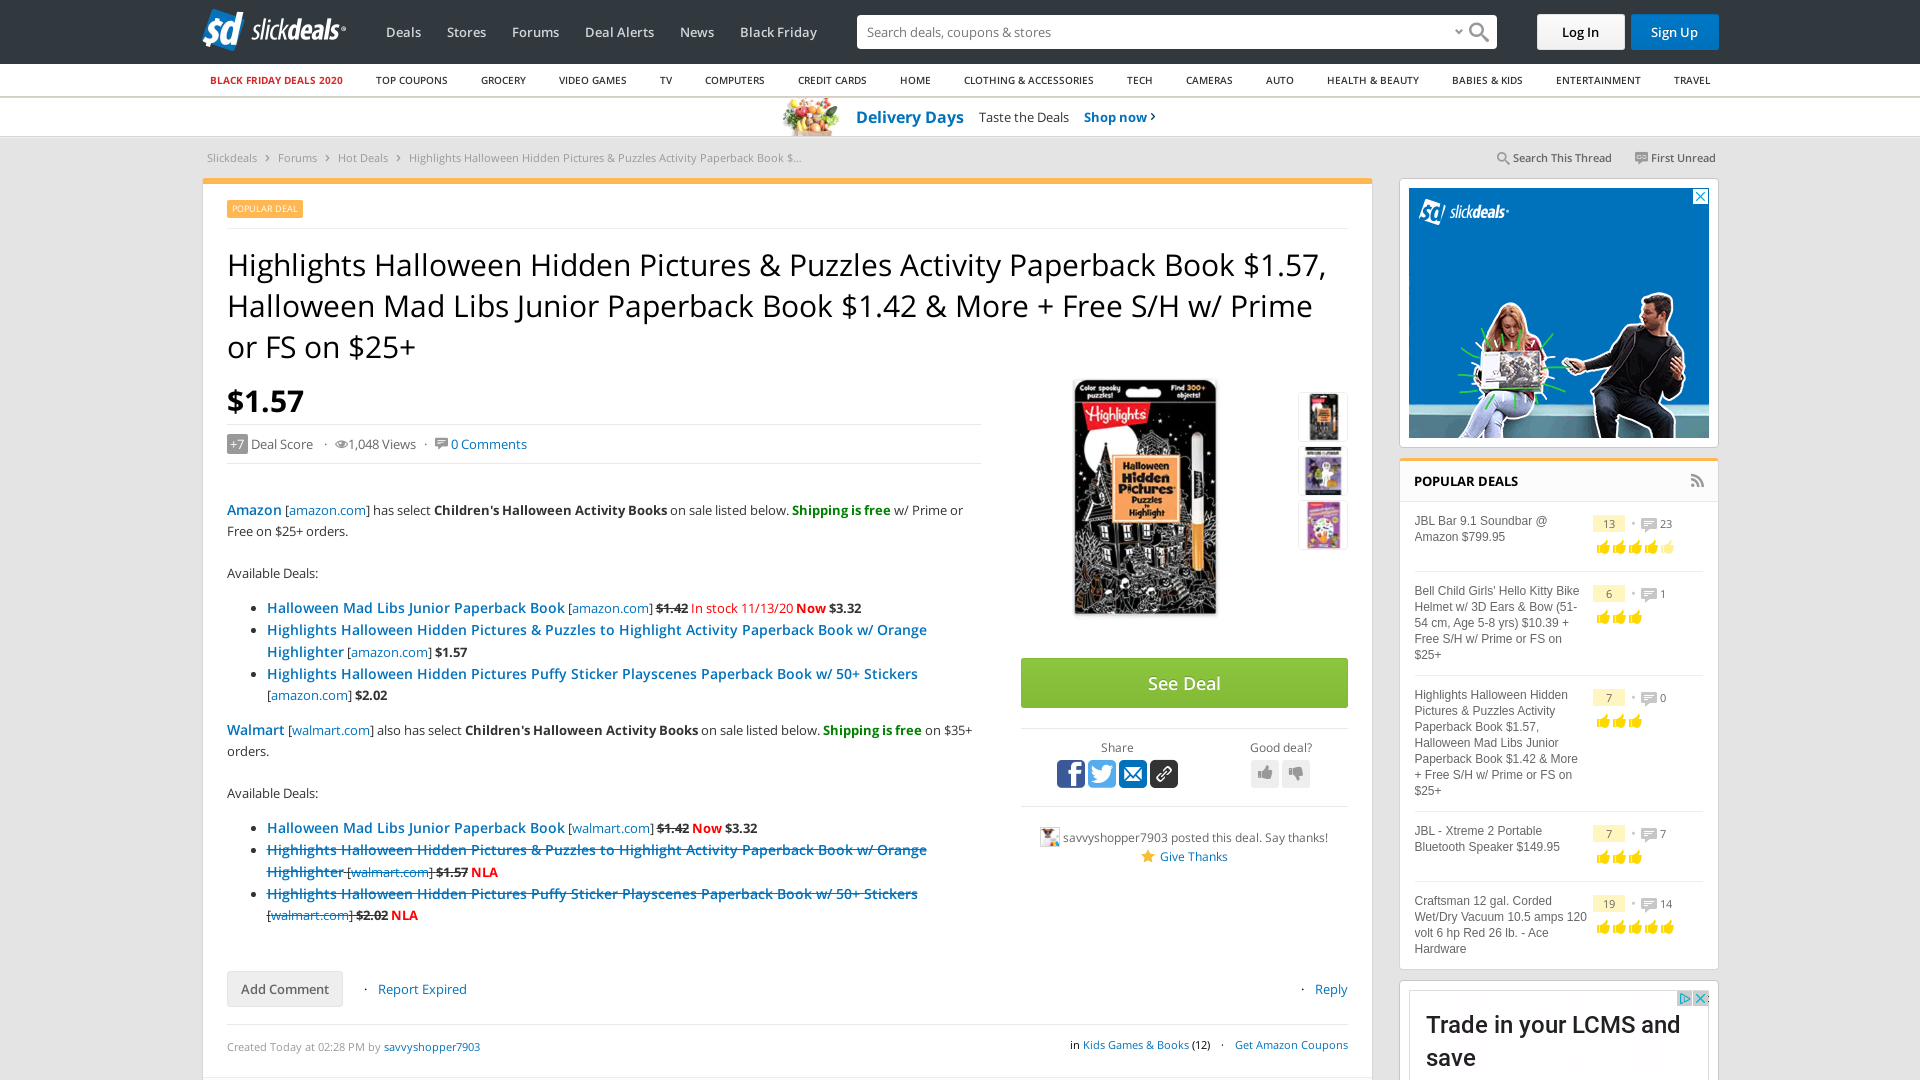 slickdeals
Deals Stores Forums Deal Alerts News Black Friday
Search deals, coupons & stores
Log In Sign Up
BLACK FRIDAY DEALS 2020 TOP COUPONS GROCERY VIDEO GAMES TV COMPUTERS CREDIT CARDS HOME CLOTHING & ACCESSORIES TECH CAMERAS AUTO HEALTH & BEAUTY BABIES & KIDS ENTERTAINMENT TRAVEL
Delivery Days Taste the Deals Shop now
Slickdeals Forums Hot Deals Highlights Halloween Hidden Pictures & Puzzles Activity Paperback Book $...
Search This Thread First Unread
POPULAR DEAL
Highlights Halloween Hidden Pictures & Puzzles Activity Paperback Book $1.57,
Halloween Mad Libs Junior Paperback Book $1.42 & More + Free S/H w/ Prime
or FS on $25+
$1.57
+7 Deal Score · 1,048 Views · 0 Comments
Amazon [amazon.com] has select Children's Halloween Activity Books on sale listed below. Shipping is free w/ Prime or
Free on $25+ orders.
Available Deals:
Halloween Mad Libs Junior Paperback Book [amazon.com] $1.42 In stock 11/13/20 Now $3.32
Highlights Halloween Hidden Pictures & Puzzles to Highlight Activity Paperback Book w/ Orange
Highlighter [amazon.com] $1.57
Highlights Halloween Hidden Pictures Puffy Sticker Playscenes Paperback Book w/ 50+ Stickers
[amazon.com] $2.02
Walmart [walmart.com] also has select Children's Halloween Activity Books on sale listed below. Shipping is free on $35+
orders.
Available Deals:
Halloween Mad Libs Junior Paperback Book [walmart.com] $1.42 Now $3.32
Highlights Halloween Hidden Pictures & Puzzles to Highlight Activity Paperback Book w/ Orange
Highlighter [walmart.com] $1.57 NLA
Highlights Halloween Hidden Pictures Puffy Sticker Playscenes Paperback Book w/ 50+ Stickers
[walmart.com] $2.02 NLA
Color spooky puzzles! Find 300+ objects!
Highlights
Halloween
Hidden
Pictures
Puzzles
to
Highlight
See Deal
Share Good deal?
savvyshopper7903 posted this deal. Say thanks!
Give Thanks
Add Comment · Report Expired
· Reply
Created Today at 02:28 PM by savvyshopper7903
in Kids Games & Books (12) · Get Amazon Coupons
slickdeals
POPULAR DEALS
JBL Bar 9.1 Soundbar @
Amazon $799.95
13 • 23
Bell Child Girls' Hello Kitty Bike
Helmet w/ 3D Ears & Bow (51-
54 cm, Age 5-8 yrs) $10.39 +
Free S/H w/ Prime or FS on
$25+
6 • 1
Highlights Halloween Hidden
Pictures & Puzzles Activity
Paperback Book $1.57,
Halloween Mad Libs Junior
Paperback Book $1.42 & More
+ Free S/H w/ Prime or FS on
$25+
7 • 0
JBL - Xtreme 2 Portable
Bluetooth Speaker $149.95
7 • 7
Craftsman 12 gal. Corded
Wet/Dry Vacuum 10.5 amps 120
volt 6 hp Red 26 lb. - Ace
Hardware
19 • 14
Trade in your LCMS and
save